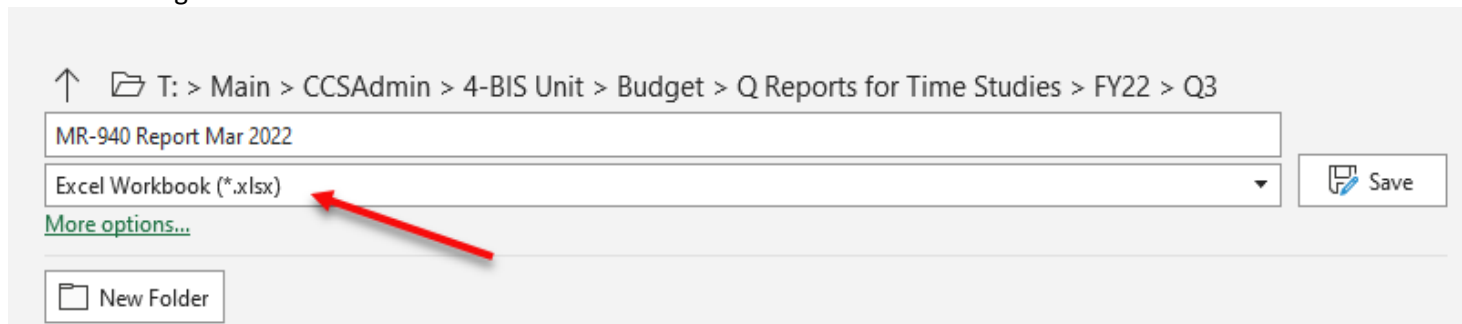 T: > Main > CCSAdmin > 4-BIS Unit > Budget > Q Reports for Time Studies > FY22 > Q3
MR-940 Report Mar 2022
Excel Workbook (*.xlsx)
Save
More options...
New Folder